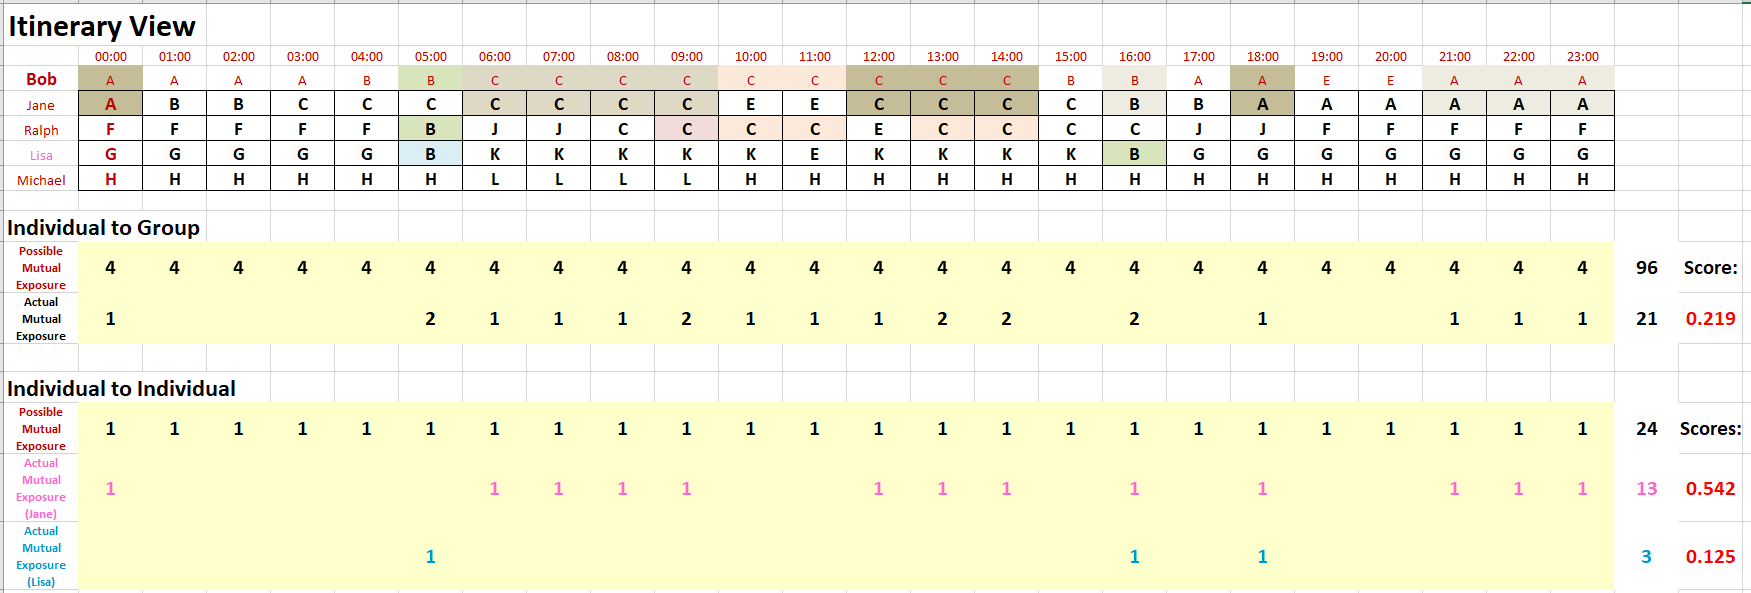 Itinerary View
00:00 01:00 02:00 03:00 04:00 05:00 06:00 07:00 08:00 09:00 10:00 11:00 12:00 13:00 14:00 15:00 16:00 17:00 18:00 19:00 20:00 21:00 22:00 23:00
Bob A A A A B B C C C C C C C C C B B A A E E A A A
Jane A B B C C C C C C C E E C C C C B B A A A A A A
Ralph F F F F F B J J C C C C E C C C C J J F F F F F
Lisa G G G G G B K K K K K E K K K K B G G G G G G G
Michael H H H H H H L L L L H H H H H H H H H H H H H H
Individual to Group
Possible
Mutual
Exposure
4 4 4 4 4 4 4 4 4 4 4 4 4 4 4 4 4 4 4 4 4 4 4 4 96 Score:
Actual
Mutual
Exposure
1 2 1 1 1 2 1 1 1 2 2 2 1 1 1 1 21 0.219
Individual to Individual
Possible
Mutual
Exposure
1 1 1 1 1 1 1 1 1 1 1 1 1 1 1 1 1 1 1 1 1 1 1 1 24 Scores:
Actual
Mutual
Exposure
(Jane)
1 1 1 1 1 1 1 1 1 1 1 1 1 13 0.542
Actual
Mutual
Exposure
(Lisa)
1 1 1 3 0.125